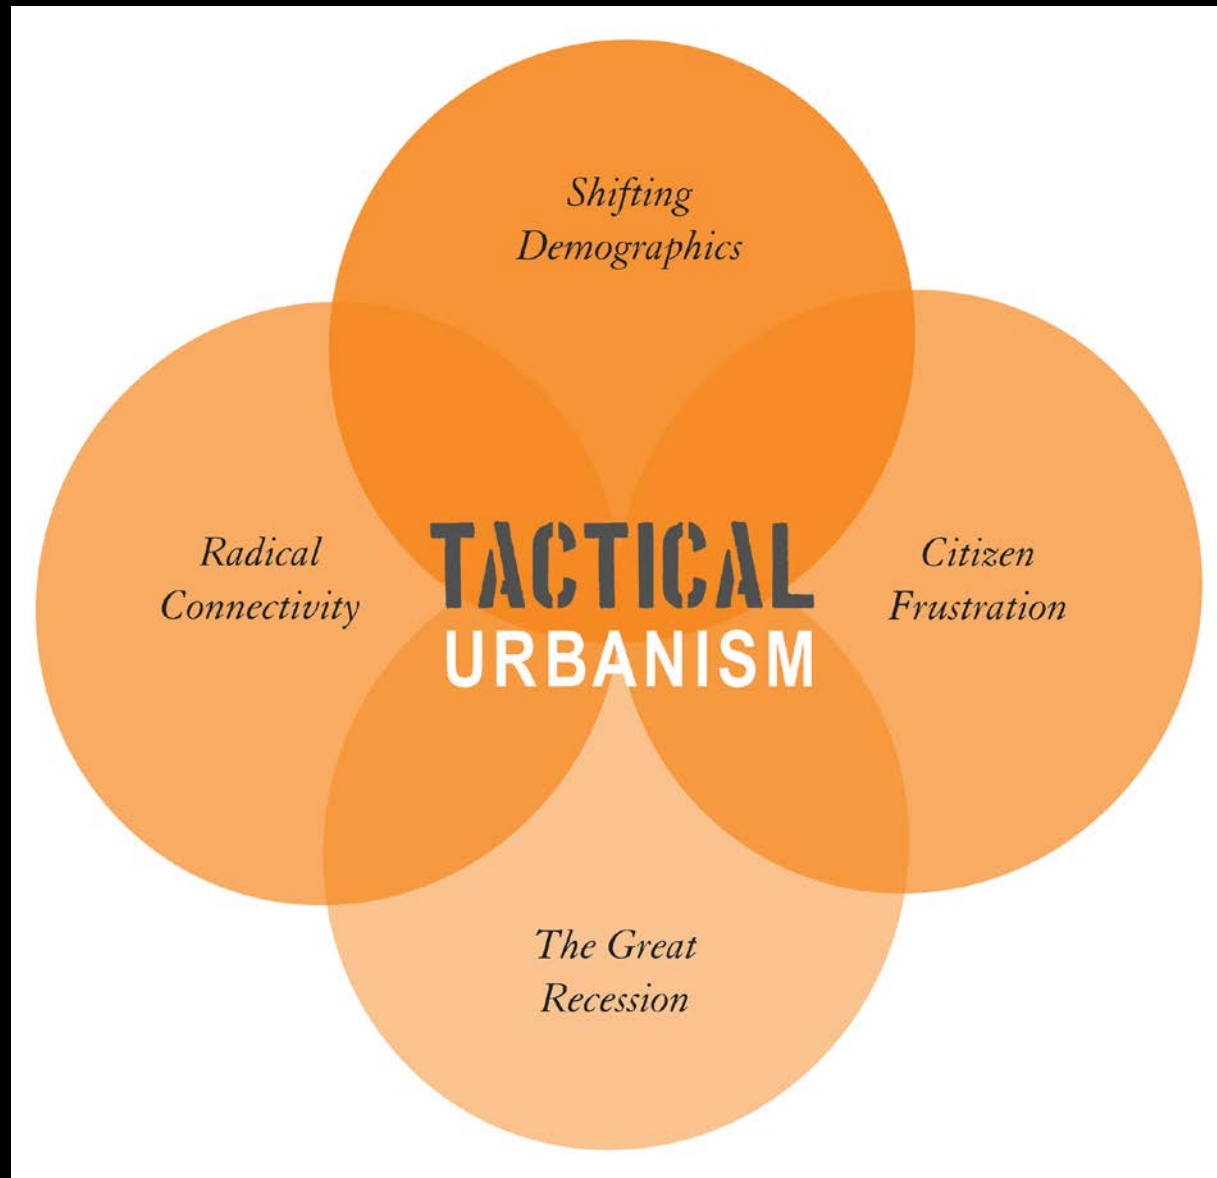 Shifting
Demographics
Radical
Connectivity
TACTICAL
URBANISM
Citizen
Frustration
The Great
Recession